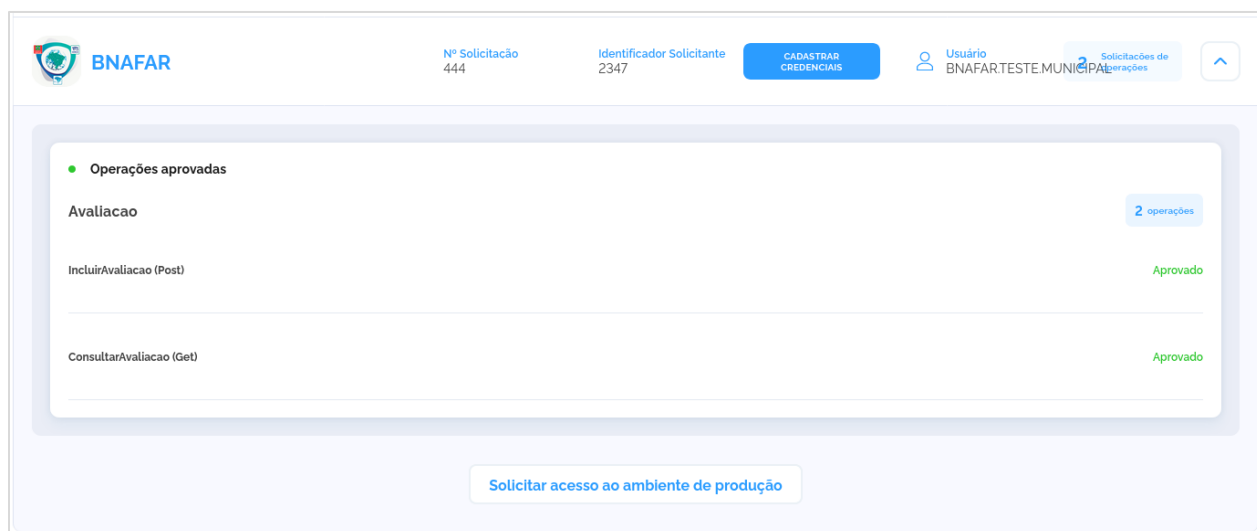 BNAFAR
Nº Solicitação
444
Identificador Solicitante
2347
CADASTRAR
CREDENCIAIS
Usuário
BNAFAR.TESTE.MUNICIPAL
2
Solicitações de
operações
Operações aprovadas
Avaliacao
2 operações
IncluirAvaliacao (Post)
Aprovado
ConsultarAvaliacao (Get)
Aprovado
Solicitar acesso ao ambiente de produção